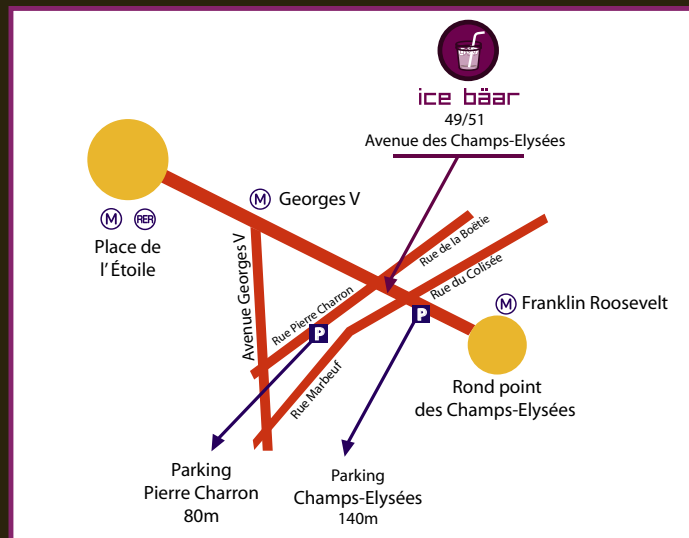 ice bäar
49/51
Avenue des Champs-Elysées
M
Georges V
M
RER
Place de
l'Étoile
Avenue Georges V
Rue de la Boëtie
Rue du Colisée
Rue Pierre Charron
P
Rue Marbeuf
P
M
Franklin Roosevelt
Rond point
des Champs-Elysées
Parking
Pierre Charron
80m
Parking
Champs-Elysées
140m